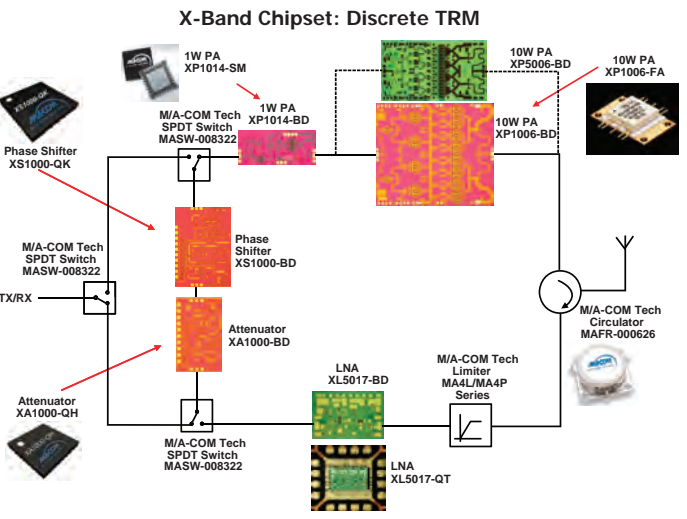 X-Band Chipset: Discrete TRM
1W PA
XP1014-SM
10W PA
XP5006-BD
10W PA
XP1006-FA
XS1000-QK
M/A-COM Tech
SPDT Switch
MASW-008322
1W PA
XP1014-BD
10W PA
XP1006-BD
Phase Shifter
XS1000-QK
M/A-COM Tech
SPDT Switch
MASW-008322
Phase
Shifter
XS1000-BD
TX/RX
Attenuator
XA1000-BD
M/A-COM Tech
Circulator
MAFR-000626
Attenuator
XA1000-QH
LNA
XL5017-BD
M/A-COM Tech
Limiter
MA4L/MA4P
Series
M/A-COM Tech
SPDT Switch
MASW-008322
LNA
XL5017-QT